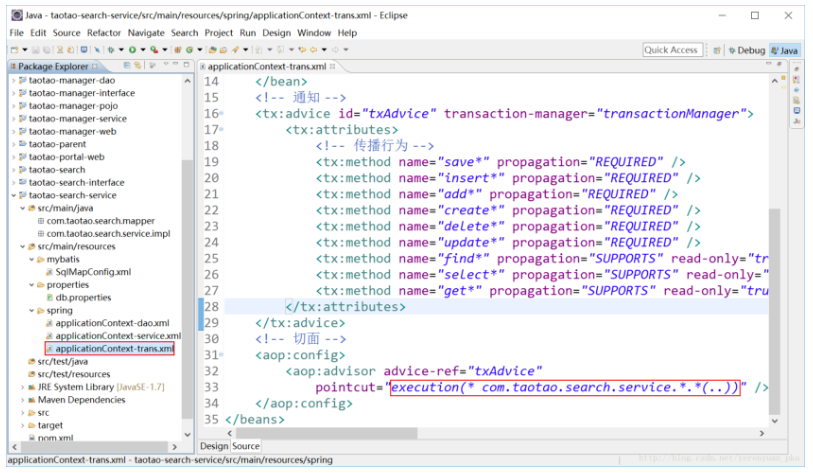 Java - taotao-search-service/src/main/resources/spring/applicationContext-trans.xml - Eclipse
File Edit Source Refactor Navigate Search Project Run Design Window Help
Quick Access
Debug
Java
Package Explorer
taotao-manager-dao
taotao-manager-interface
taotao-manager-pojo
taotao-manager-service
taotao-manager-web
taotao-parent
taotao-portal-web
taotao-search
taotao-search-interface
taotao-search-service
src/main/java
com.taotao.search.mapper
com.taotao.search.service.impl
src/main/resources
mybatis
SqlMapConfig.xml
properties
db.properties
spring
applicationContext-dao.xml
applicationContext-service.xml
applicationContext-trans.xml
src/test/java
src/test/resources
JRE System Library [JavaSE-1.7]
Maven Dependencies
src
target
pom.xml
applicationContext-trans.xml
14 </bean>
15 <!-- 通知 -->
16 <tx:advice id="txAdvice" transaction-manager="transactionManager">
17 <tx:attributes>
18 <!-- 传播行为 -->
19 <tx:method name="save*" propagation="REQUIRED" />
20 <tx:method name="insert*" propagation="REQUIRED" />
21 <tx:method name="add*" propagation="REQUIRED" />
22 <tx:method name="create*" propagation="REQUIRED" />
23 <tx:method name="delete*" propagation="REQUIRED" />
24 <tx:method name="update*" propagation="REQUIRED" />
25 <tx:method name="find*" propagation="SUPPORTS" read-only="tr
26 <tx:method name="select*" propagation="SUPPORTS" read-only="
27 <tx:method name="get*" propagation="SUPPORTS" read-only="tru
28 </tx:attributes>
29 </tx:advice>
30 <!-- 切面 -->
31 <aop:config>
32 <aop:advisor advice-ref="txAdvice"
33 pointcut="execution(* com.taotao.search.service.*.*(..))" />
34 </aop:config>
35 </beans>
Design Source
applicationContext-trans.xml - taotao-search-service/src/main/resources/spring